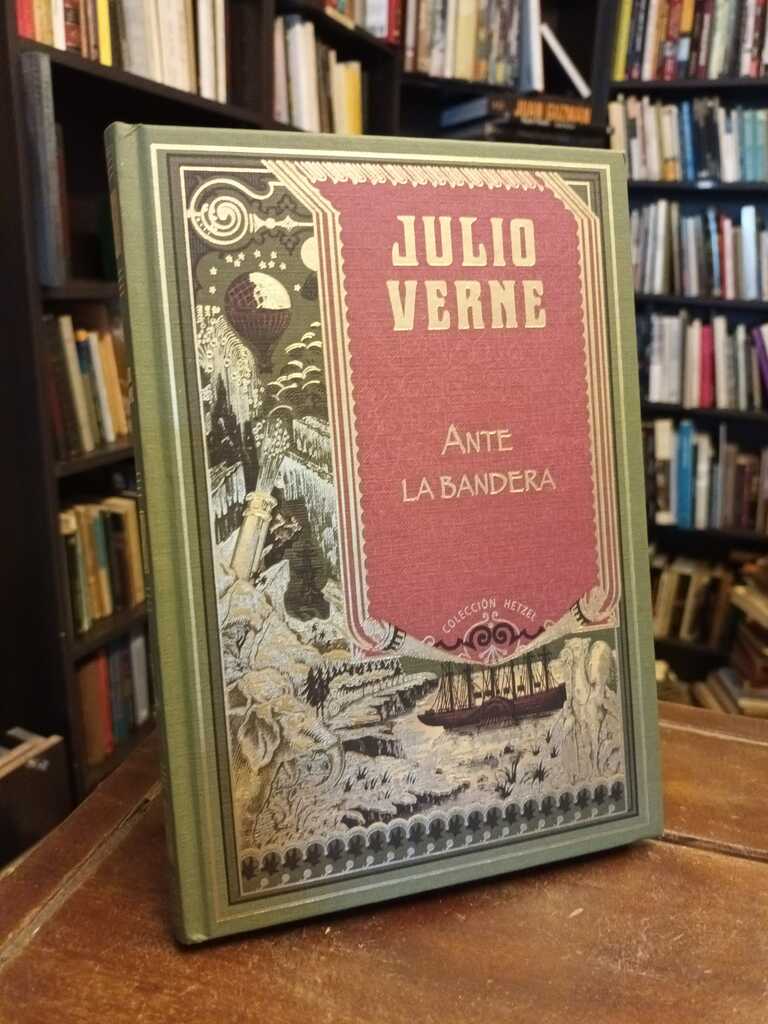 JULIO
VERNE
ANTE
LA BANDERA
COLECCIÓN HETZEL